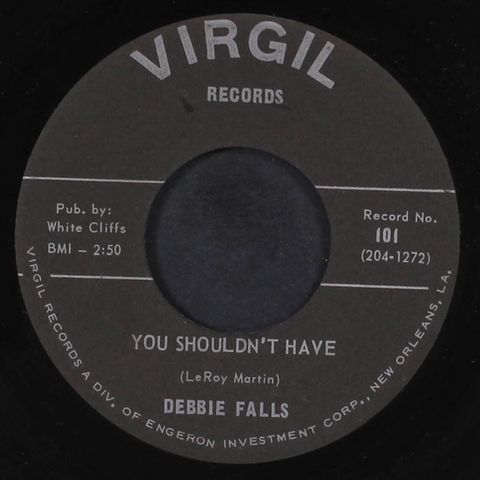 VIRGIL
RECORDS
Pub. by:
White Cliffs
BMI – 2:50
Record No.
101
(204-1272)
YOU SHOULDN'T HAVE
(LeRoy Martin)
DEBBIE FALLS
VIRGIL RECORDS A DIV. OF ENGERON INVESTMENT CORP., NEW ORLEANS, LA.